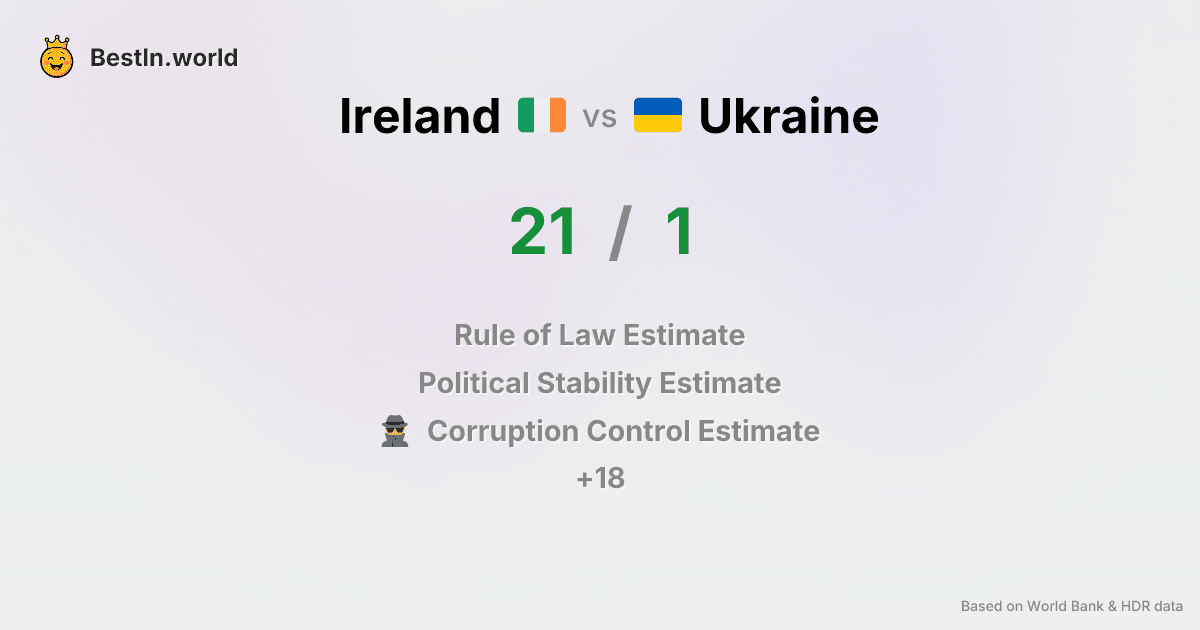 BestIn.world
Ireland vs Ukraine
21 / 1
Rule of Law Estimate
Political Stability Estimate
Corruption Control Estimate
+18
Based on World Bank & HDR data